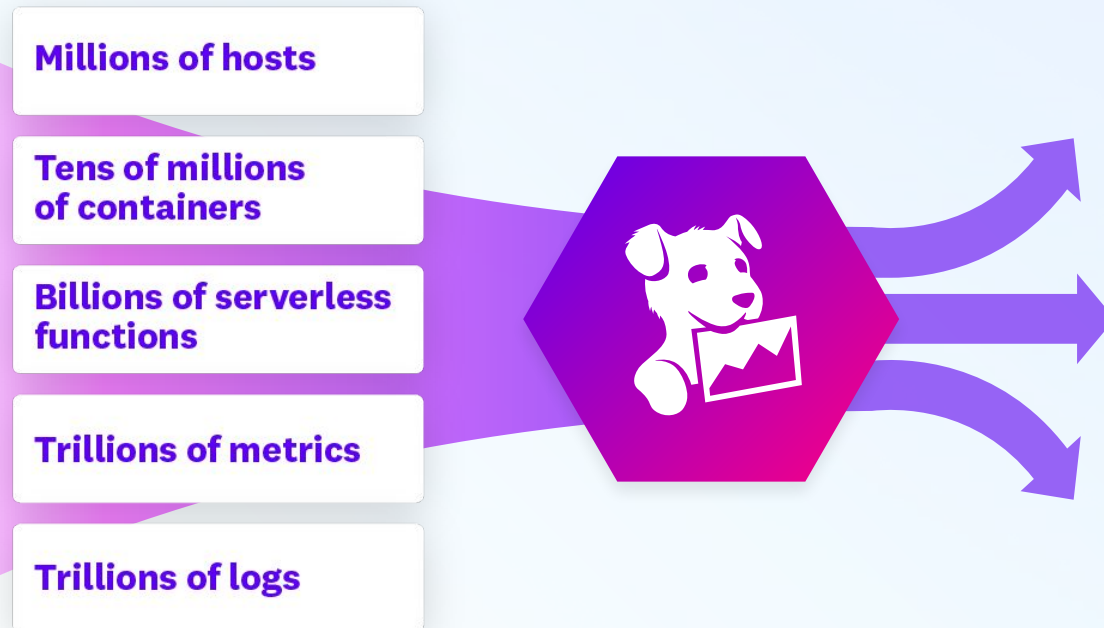 Millions of hosts
Tens of millions
of containers
Billions of serverless
functions
Trillions of metrics
Trillions of logs